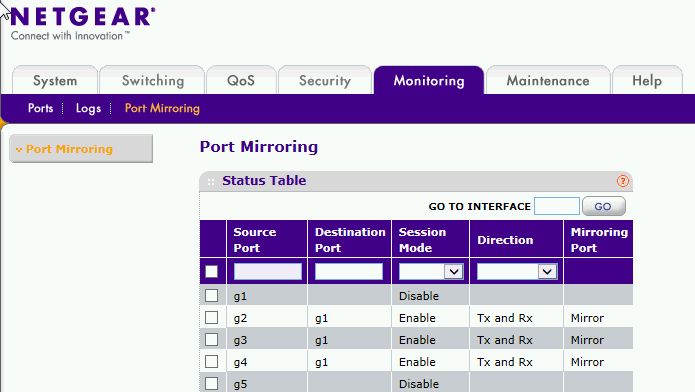 NETGEAR®
Connect with Innovation™
System Switching QoS Security Monitoring Maintenance Help
Ports Logs Port Mirroring
Port Mirroring
Port Mirroring
Status Table ?
GO TO INTERFACE GO
Source Port Destination Port Session Mode Direction Mirroring Port
g1 Disable
g2 g1 Enable Tx and Rx Mirror
g3 g1 Enable Tx and Rx Mirror
g4 g1 Enable Tx and Rx Mirror
g5 Disable